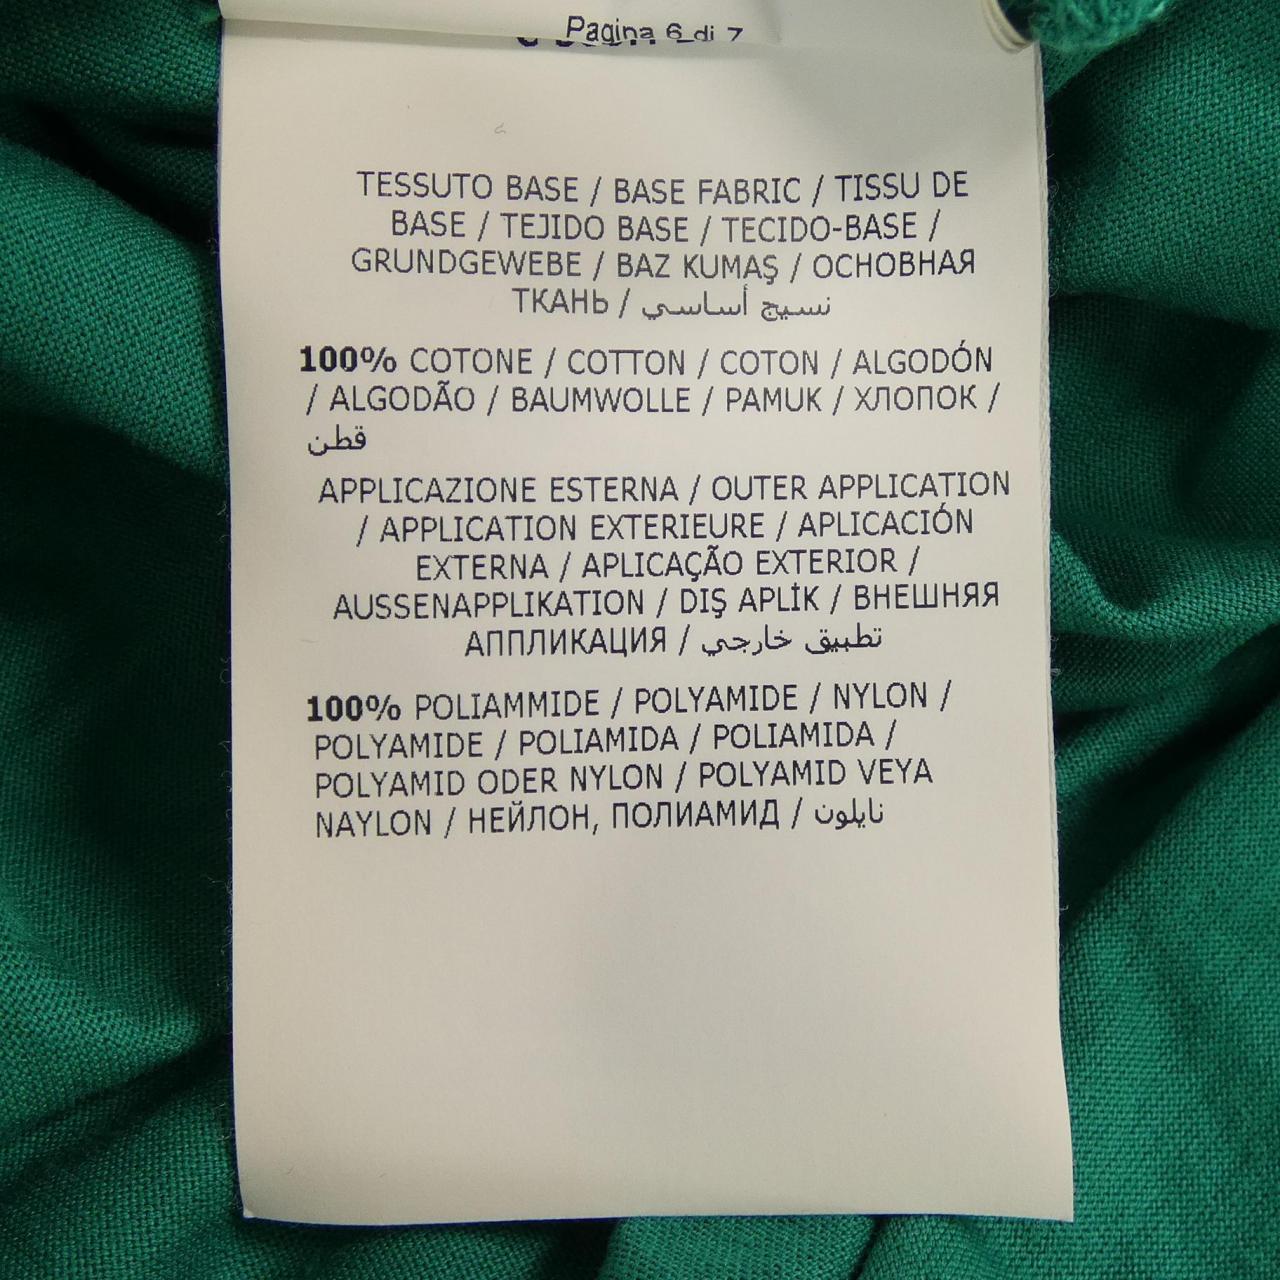 Pagina 6 di 7
TESSUTO BASE / BASE FABRIC / TISSU DE
BASE / TEJIDO BASE / TECIDO-BASE /
GRUNDGEWEBE / BAZ KUMAŞ / ОСНОВНАЯ
ТКАНЬ / نسيج أساسي
100% COTONE / COTTON / COTON / ALGODÓN
/ ALGODÃO / BAUMWOLLE / PAMUK / ХЛОПОК /
قطن
APPLICAZIONE ESTERNA / OUTER APPLICATION
/ APPLICATION EXTERIEURE / APLICACIÓN
EXTERNA / APLICAÇÃO EXTERIOR /
AUSSENAPPLIKATION / DIŞ APLİK / ВНЕШНЯЯ
АППЛИКАЦИЯ / تطبيق خارجي
100% POLIAMMIDE / POLYAMIDE / NYLON /
POLYAMIDE / POLIAMIDA / POLIAMIDA /
POLYAMID ODER NYLON / POLYAMID VEYA
NAYLON / НЕЙЛОН, ПОЛИАМИД / نايلون